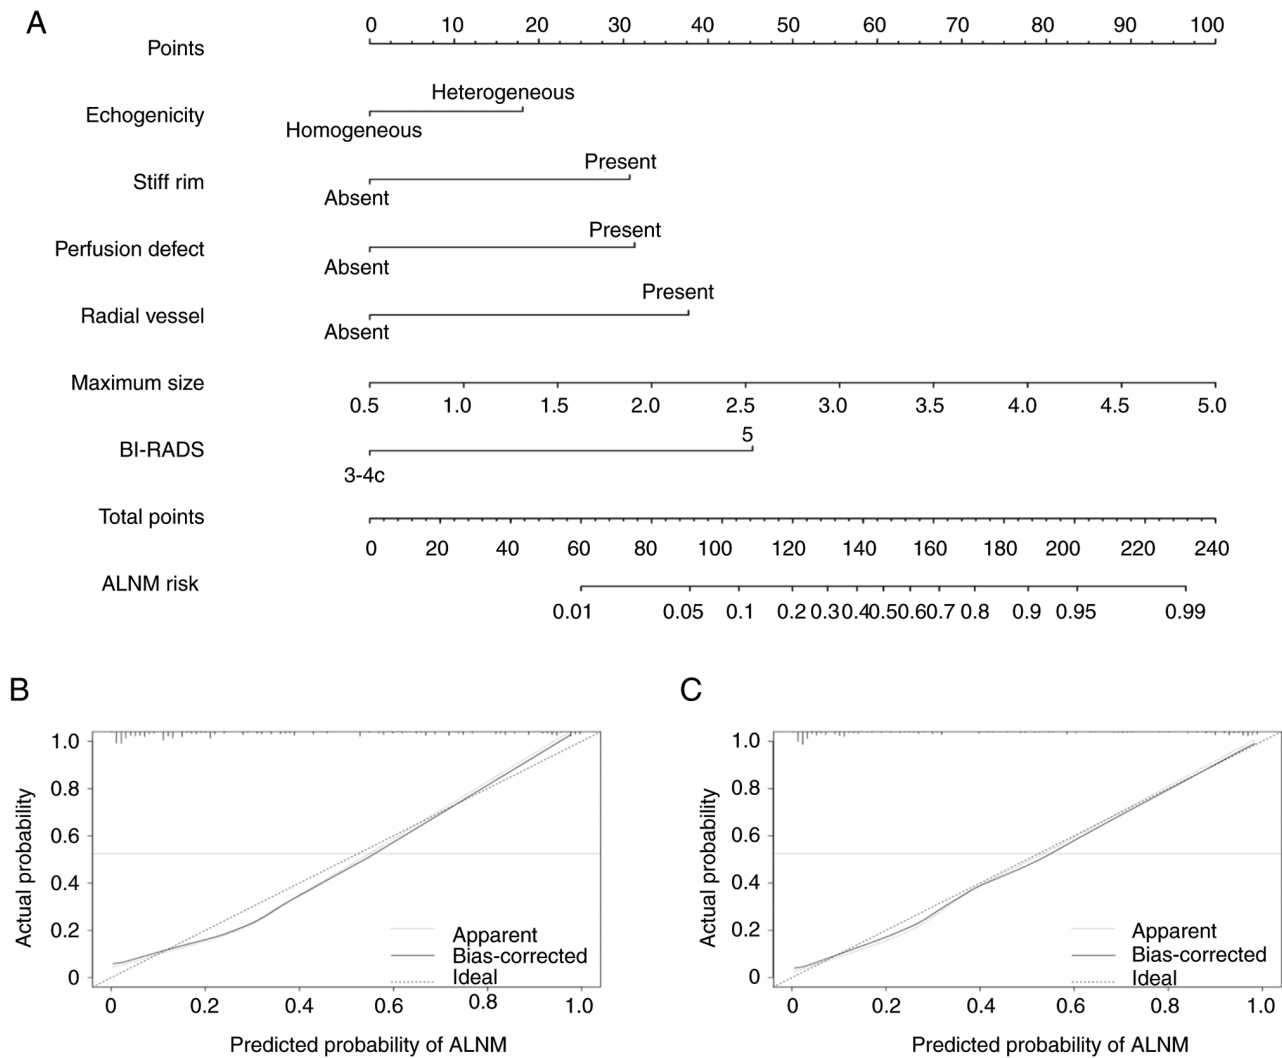 A
0 10 20 30 40 50 60 70 80 90 100
Points
Heterogeneous
Echogenicity
Homogeneous
Present
Stiff rim
Absent
Present
Perfusion defect
Absent
Present
Radial vessel
Absent
Maximum size
0.5 1.0 1.5 2.0 2.5 3.0 3.5 4.0 4.5 5.0
5
BI-RADS
3-4c
Total points
0 20 40 60 80 100 120 140 160 180 200 220 240
ALNM risk
0.01 0.05 0.1 0.2 0.3 0.4 0.5 0.6 0.7 0.8 0.9 0.95 0.99
B
1.0
0.8
0.6
0.4
0.2
0
Actual probability
Apparent
Bias-corrected
Ideal
0 0.2 0.4 0.6 0.8 1.0
Predicted probability of ALNM
C
1.0
0.8
0.6
0.4
0.2
0
Actual probability
Apparent
Bias-corrected
Ideal
0 0.2 0.4 0.6 0.8 1.0
Predicted probability of ALNM